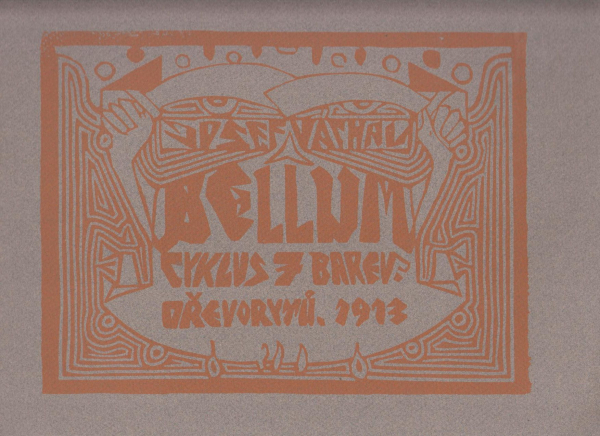 JOSEF VÁCHAL
BELLUM
CYKLUS 7 BAREV:
DŘEVORYTŮ. 1913